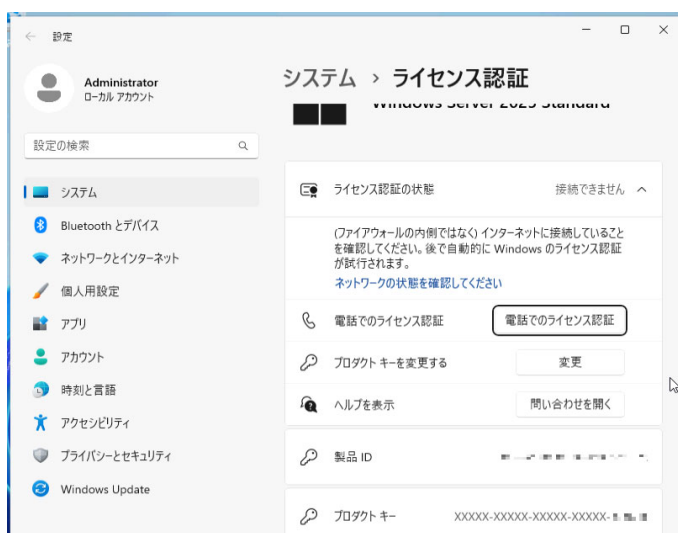 設定
Administrator
ローカル アカウント
設定の検索
システム
Bluetooth とデバイス
ネットワークとインターネット
個人用設定
アプリ
アカウント
時刻と言語
アクセシビリティ
プライバシーとセキュリティ
Windows Update
システム › ライセンス認証
Windows Server 2025 Standard
ライセンス認証の状態 接続できません
(ファイアウォールの内側ではなく) インターネットに接続していること
を確認してください。後で自動的に Windows のライセンス認証
が試行されます。
ネットワークの状態を確認してください
電話でのライセンス認証 電話でのライセンス認証
プロダクト キーを変更する 変更
ヘルプを表示 問い合わせを開く
製品 ID
プロダクト キー XXXXX-XXXXX-XXXXX-XXXXX-